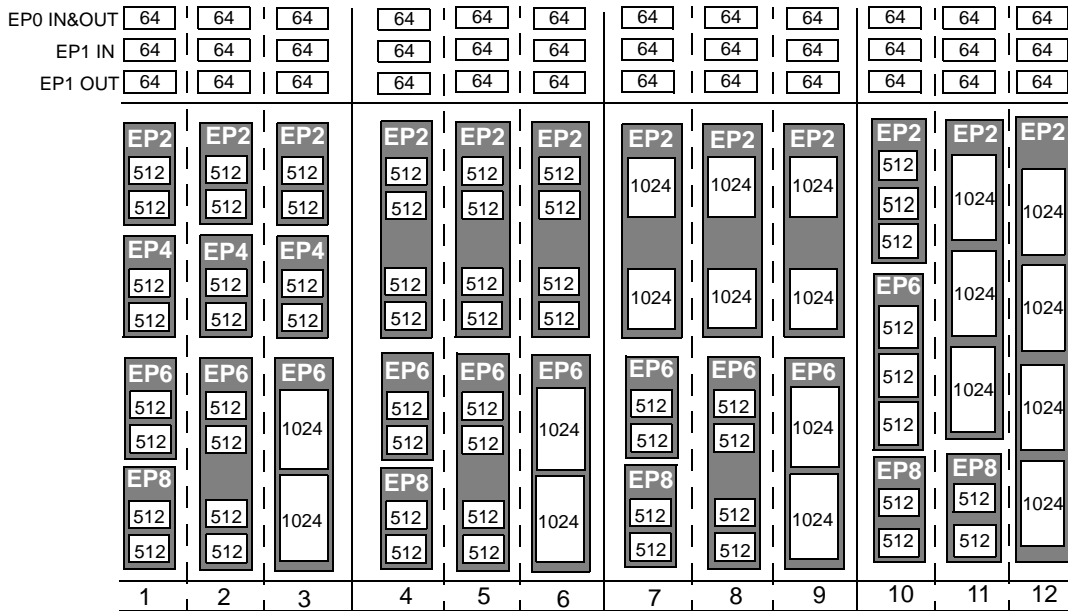 EP0 IN&OUT 64 64 64 64 64 64 64 64 64 64 64 64
EP1 IN 64 64 64 64 64 64 64 64 64 64 64 64
EP1 OUT 64 64 64 64 64 64 64 64 64 64 64 64
EP2 EP2 EP2 EP2 EP2 EP2 EP2 EP2 EP2 EP2 EP2 EP2
512 512 512 512 512 512 1024 1024 1024 512 1024 1024
512 512 512 512 512 512 512
EP4 EP4 EP4 512
512 512 512 512 512 512 1024 1024 1024 EP6 1024 1024
512 512 512 512 512 512 512
EP6 EP6 EP6 EP6 EP6 EP6 EP6 EP6 EP6 512 1024 1024
512 512 1024 512 512 1024 512 512 1024 512
512 512 512 512 512 512
EP8 EP8 EP8 EP8 EP8
512 512 1024 512 512 1024 512 512 1024 512 512 1024
512 512 512 512 512 512 512 512
1 2 3 4 5 6 7 8 9 10 11 12